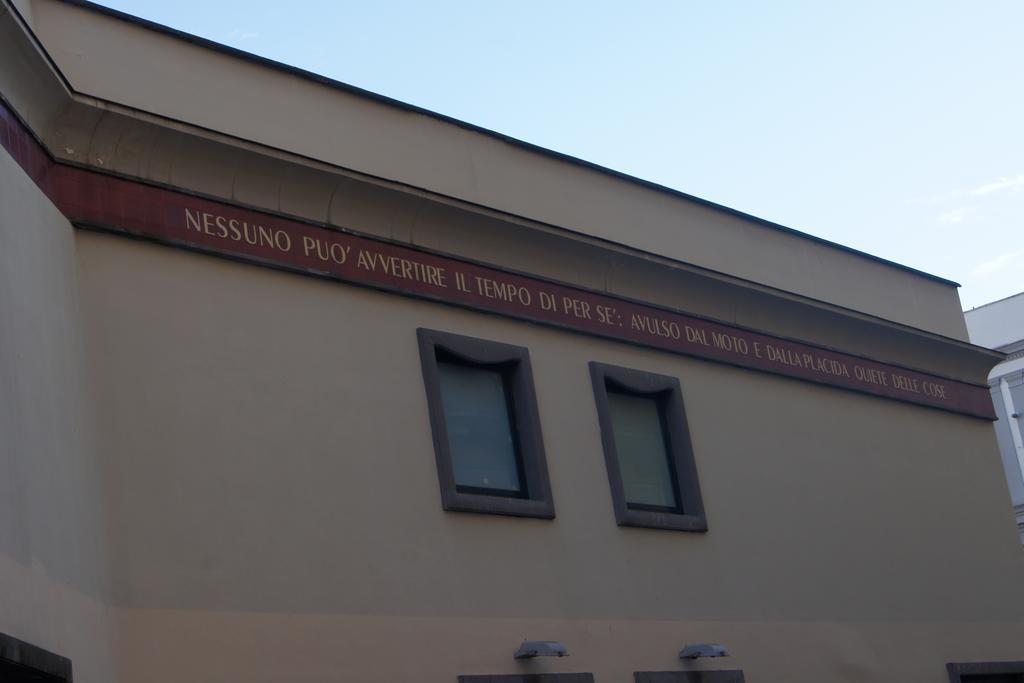 NESSUNO PUO' AVVERTIRE IL TEMPO DI PER SE': AVULSO DAL MOTO E DALLA PLACIDA QUIETE DELLE COSE